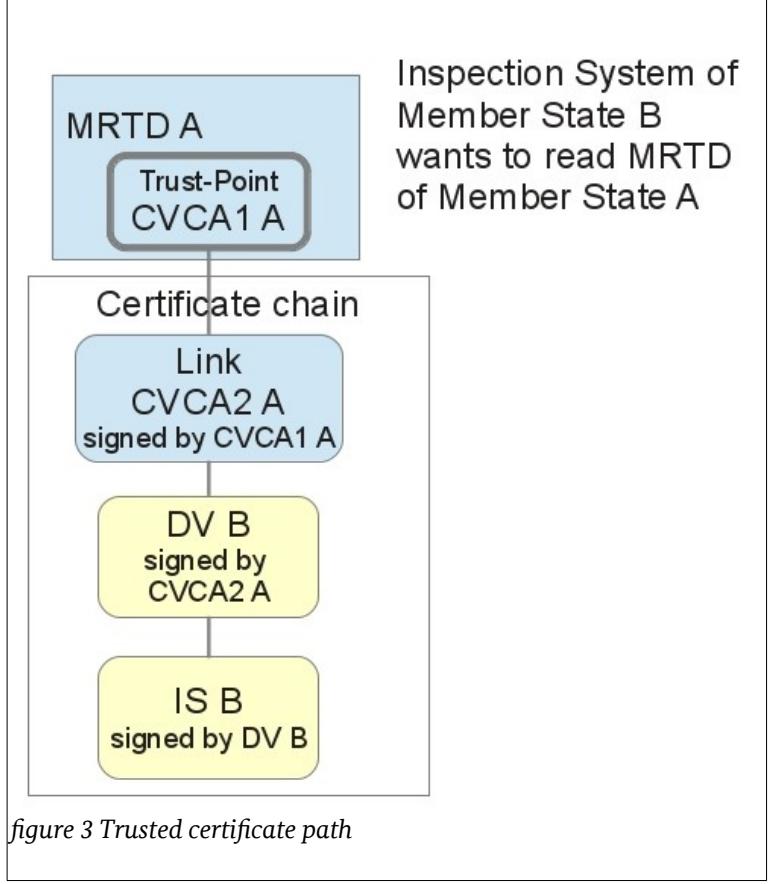 Inspection System of
Member State B
wants to read MRTD
of Member State A
MRTD A
Trust-Point
CVCA1 A
Certificate chain
Link
CVCA2 A
signed by CVCA1 A
DV B
signed by
CVCA2 A
IS B
signed by DV B
figure 3 Trusted certificate path